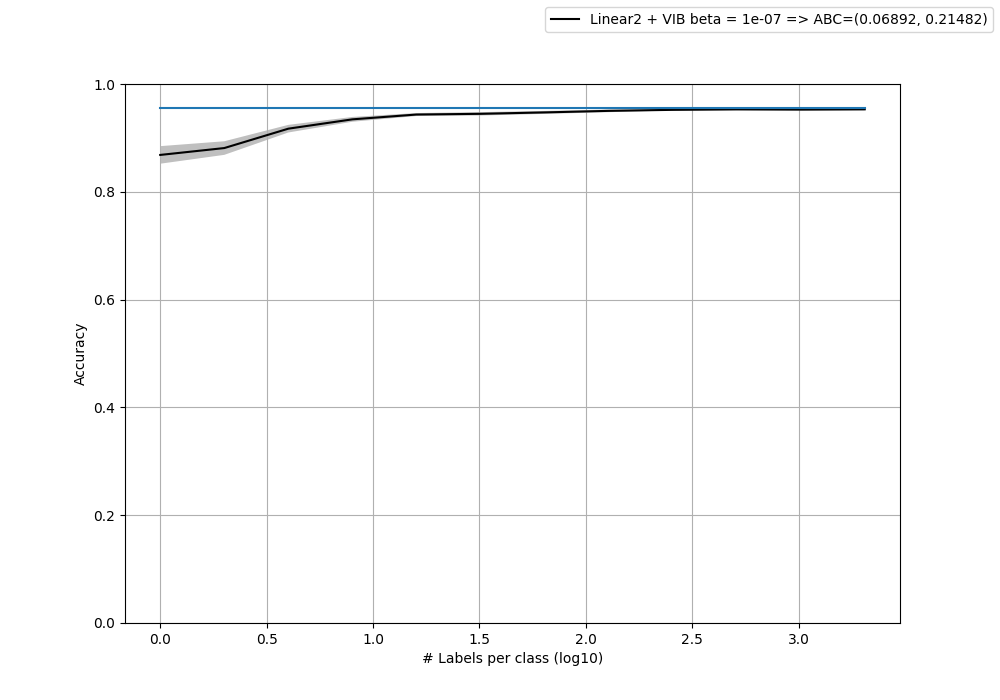 Linear2 + VIB beta = 1e-07 => ABC=(0.06892, 0.21482)
1.0
0.8
0.6
0.4
0.2
0.0
Accuracy
0.0 0.5 1.0 1.5 2.0 2.5 3.0
# Labels per class (log10)